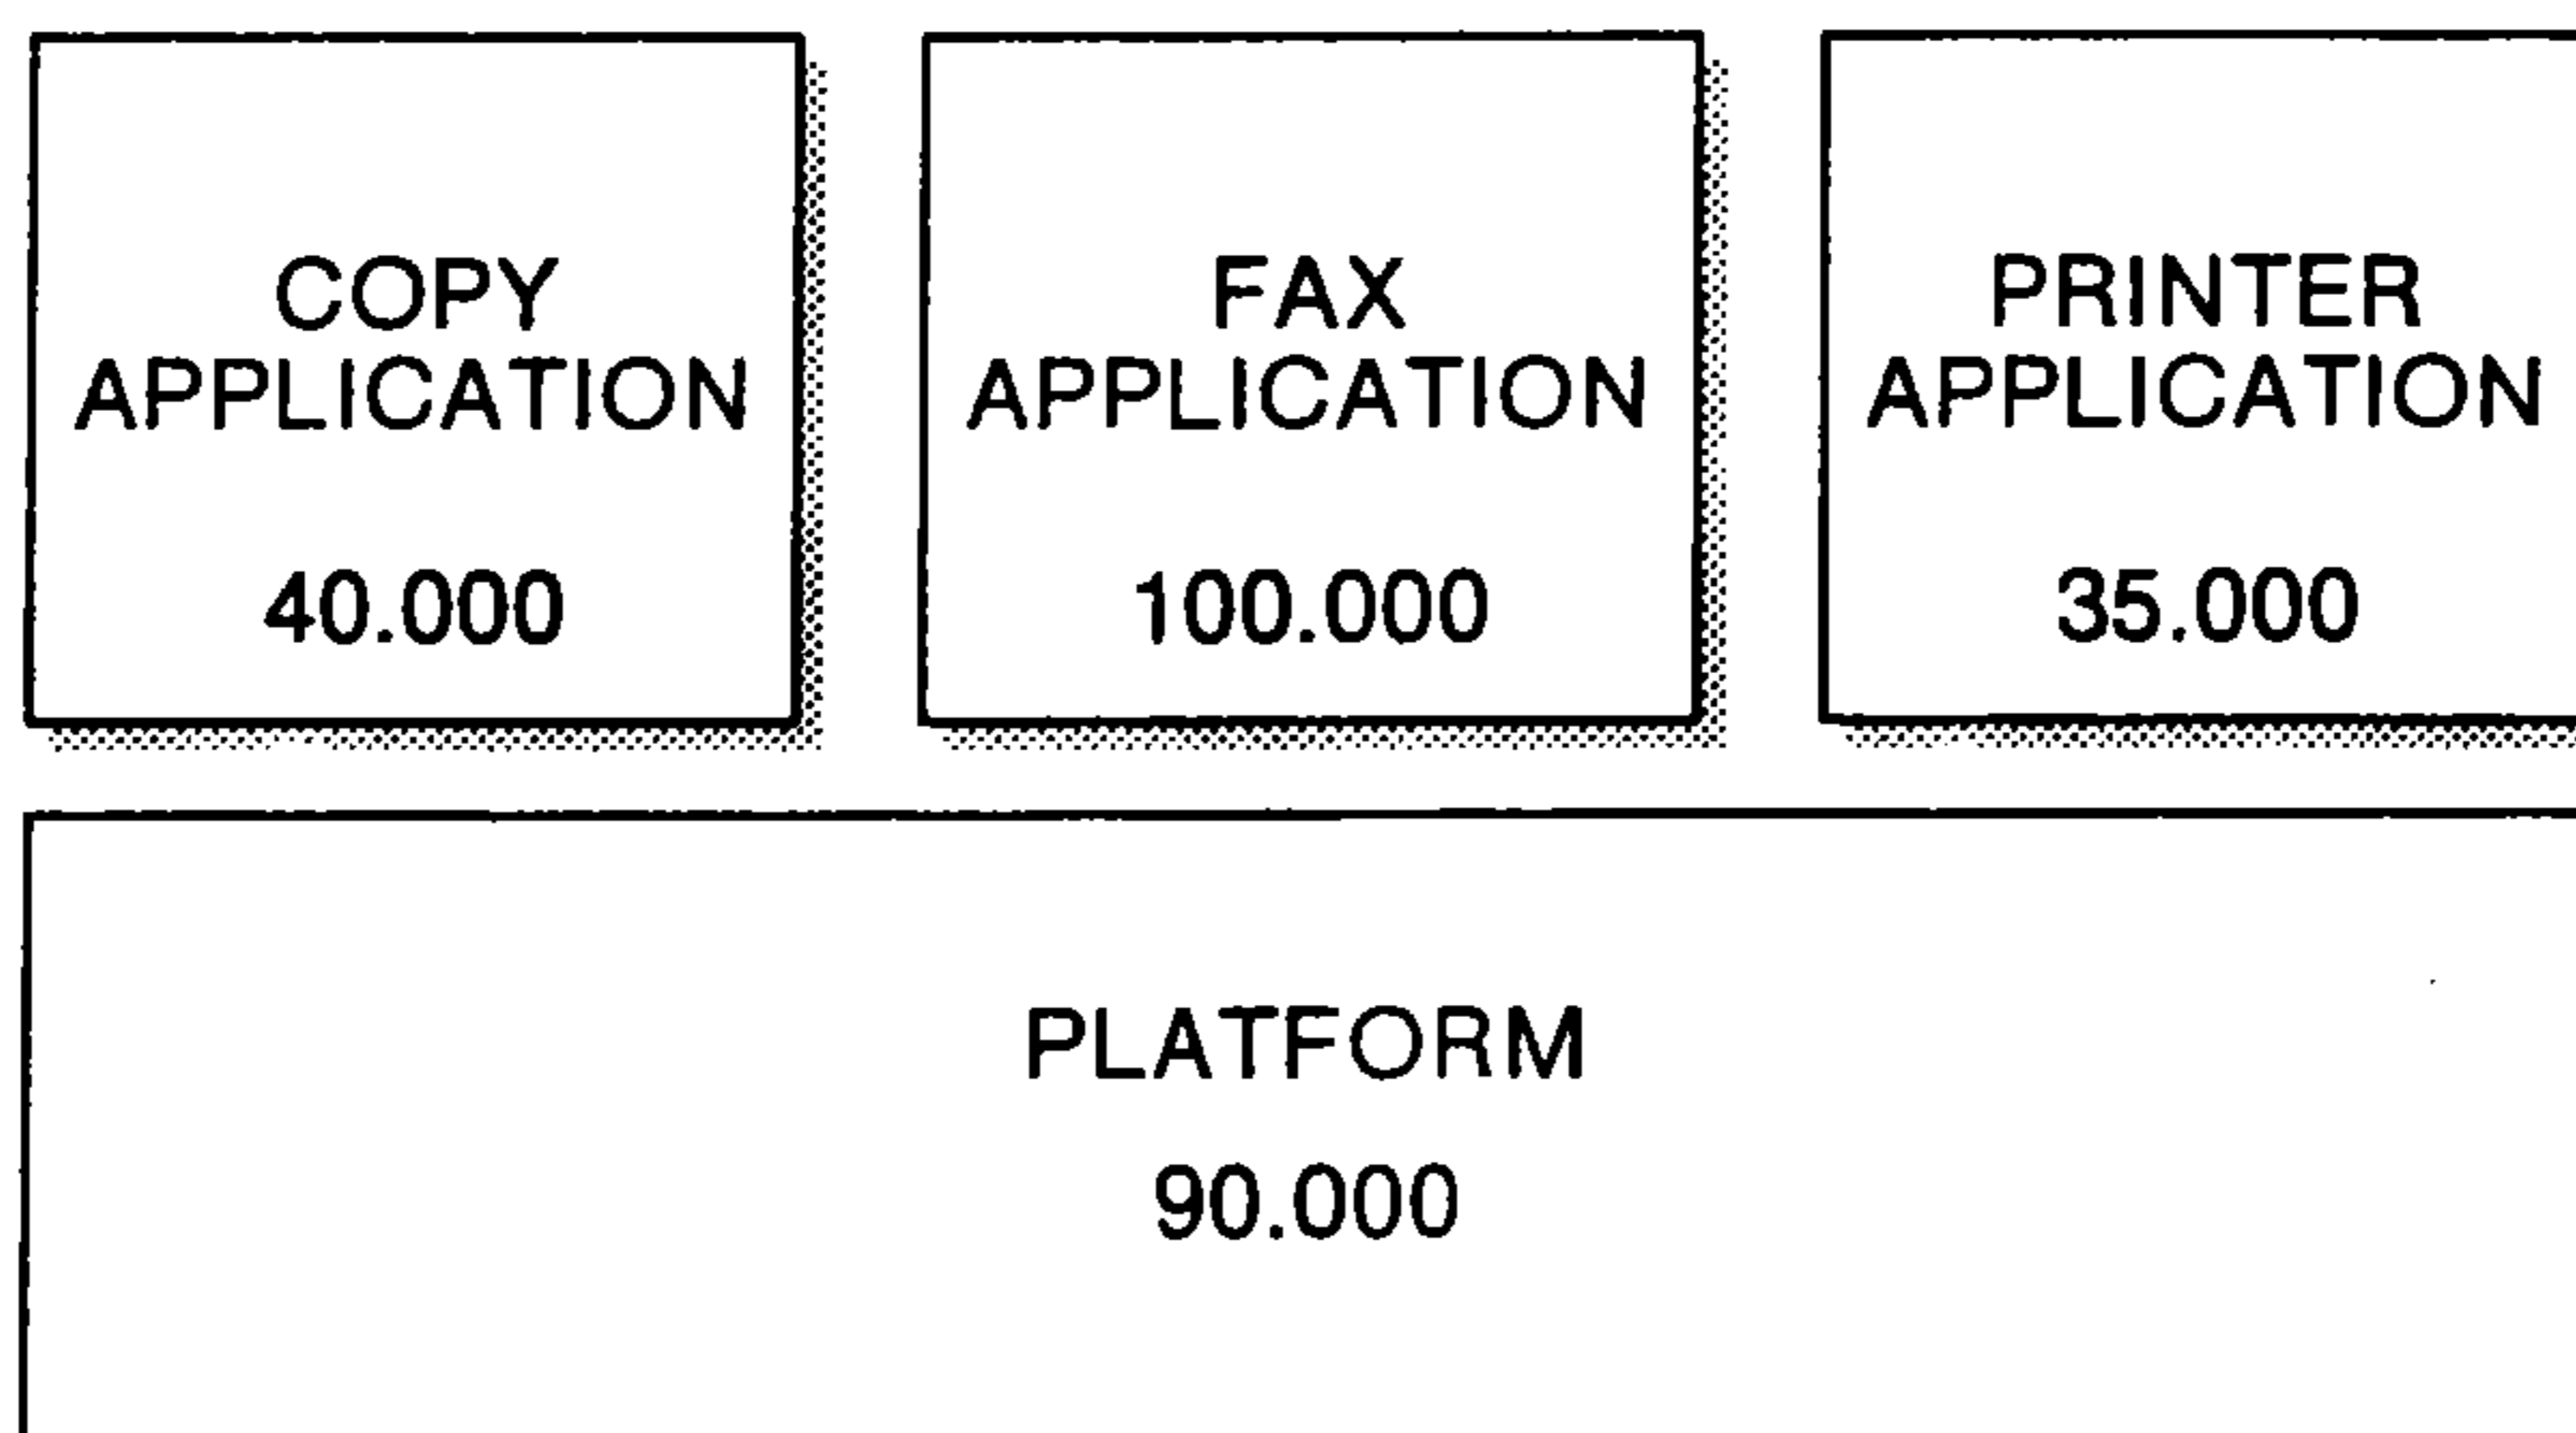 COPY
APPLICATION
40.000
FAX
APPLICATION
100.000
PRINTER
APPLICATION
35.000
PLATFORM
90.000